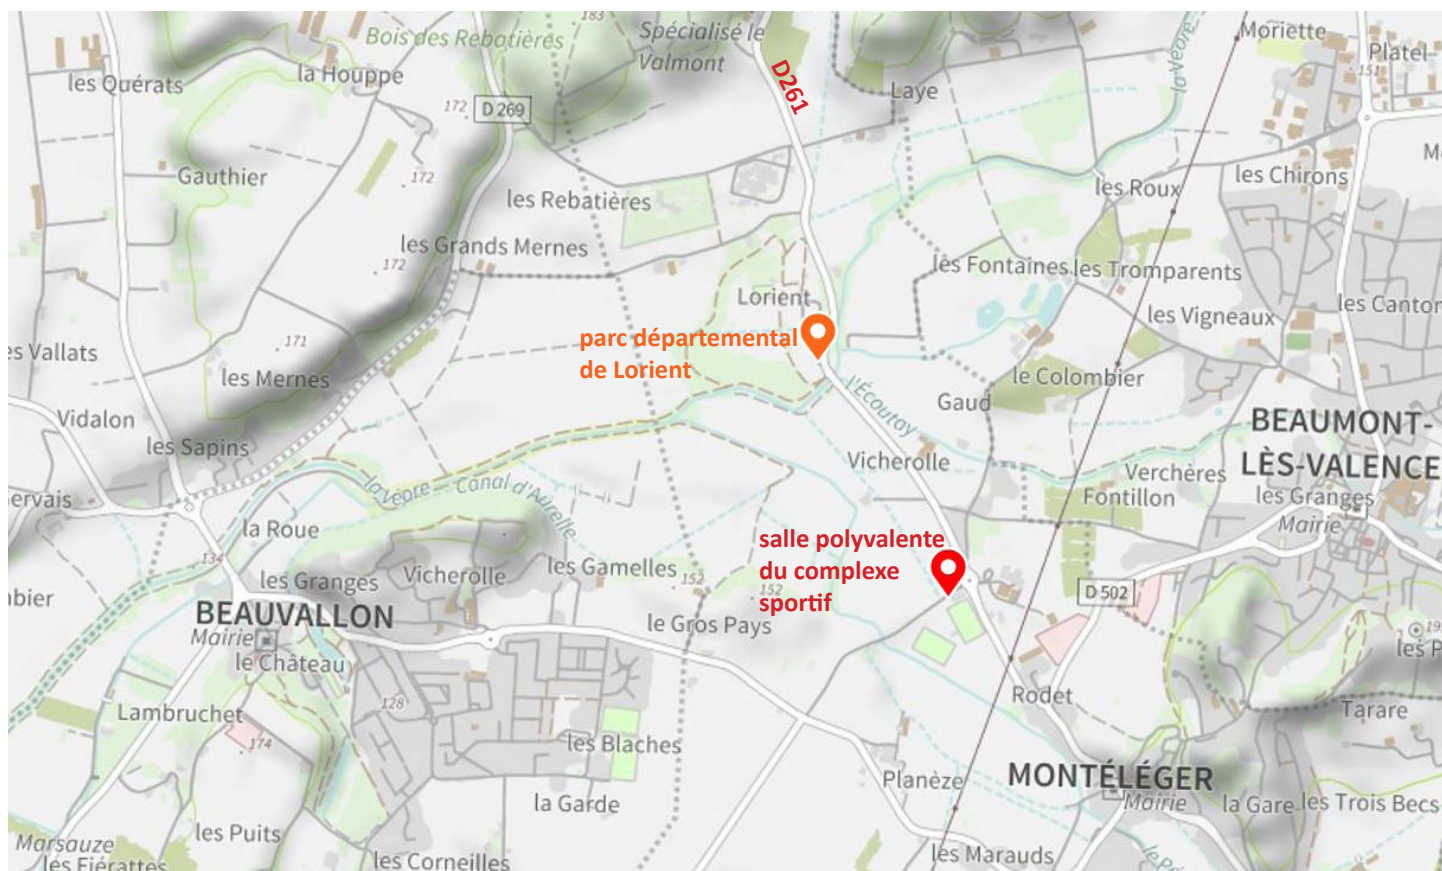 183
Spécialisé le
Valmont
Bois des Rebatières
Moriette
Platel
151
les Quérats
la Houppe
D261
la Véore
Laye
172
D 269
Gauthier
172
les Rebatières
les Roux
les Chirons
les Grands Mernes
172
les Fontaines
les Tromparents
Lorient
les Vigneaux
les Canton
171
parc départemental
de Lorient
es Vallats
les Mernes
le Colombier
l'Écoutay
Gaud
Vidalon
BEAUMONT-
LÈS-VALENCE
les Sapins
Vicherolle
Verchères
Fontillon
les Granges
Mairie
ervais
la Véore — Canal d'Aurelle
la Roue
134
salle polyvalente
du complexe
sportif
les Granges
Vicherolle
les Gamelles
152
152
D 502
bier
BEAUVALLON
Mairie
le Château
le Gros Pays
les P
Rodet
Lambruchet
128
Tarare
174
les Blaches
Planèze
MONTÉLÉGER
Mairie
la Garde
la Gare
les Trois Becs
les Puits
Marsauze
les Fiérattes
les Corneilles
les Marauds